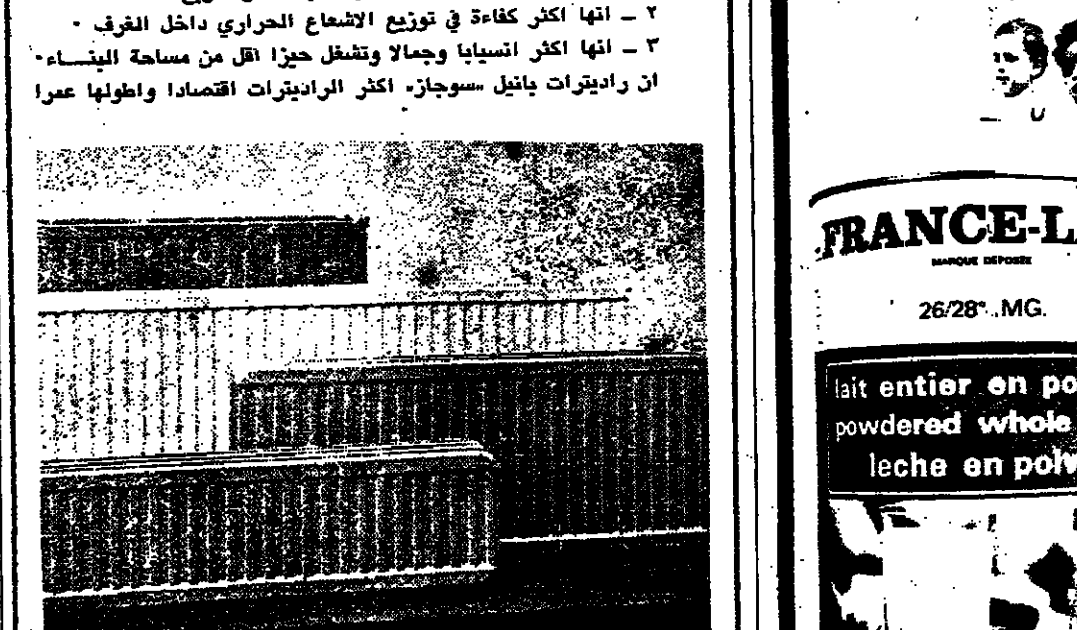 ٢ ـ انها اكثر كفاءة في توزيع الاشعاع الحراري داخل الغرف ٠
٣ ـ انها اكثر انسيابا وجمالا وتشغل حيزا اقل من مساحة البنـــاء٠
ان راديترات بانيل «سوجاز» اكثر الراديترات اقتصادا واطولها عمرا
FRANCE-L
MARQUE DEPOSEE
26/28% MG.
lait entier en po
powdered whole
leche en polv